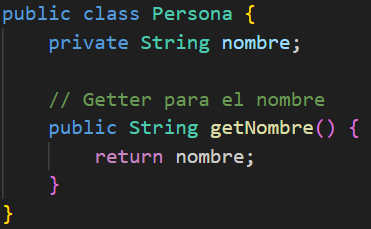 public class Persona {
    private String nombre;

    // Getter para el nombre
    public String getNombre() {
        return nombre;
    }
}